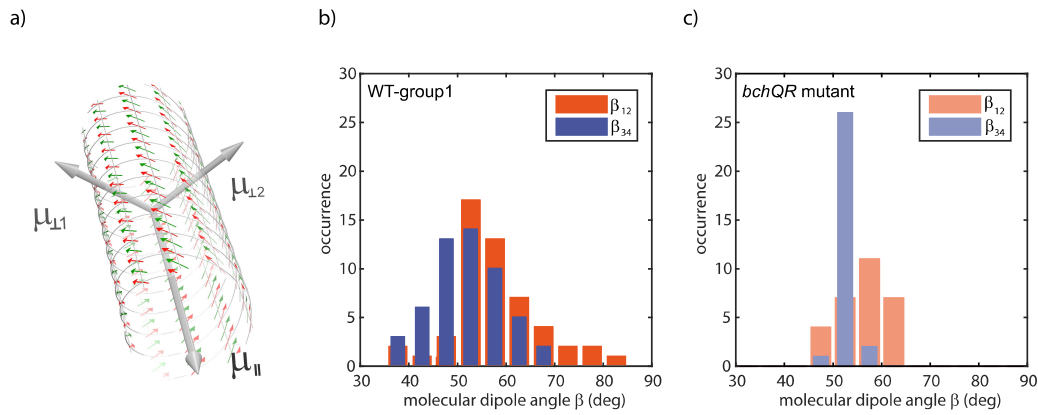 a)
μ⊥1
μ⊥2
μ||
b)
WT-group1
β12
β34
occurrence
30
25
20
15
10
5
0
30 40 50 60 70 80 90
molecular dipole angle β (deg)
c)
bchQR mutant
β12
β34
occurrence
30
25
20
15
10
5
0
30 40 50 60 70 80 90
molecular dipole angle β (deg)